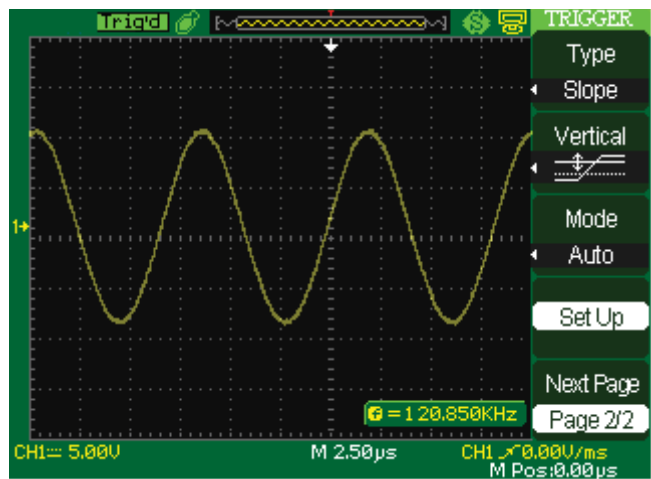 Trig'd
TRIGGER
Type
Slope
Vertical
Mode
Auto
Set Up
Next Page
Page 2/2
1
f = 120.850KHz
CH1 5.00V
M 2.50µs
CH1 0.00V/ms
M Pos:0.00µs